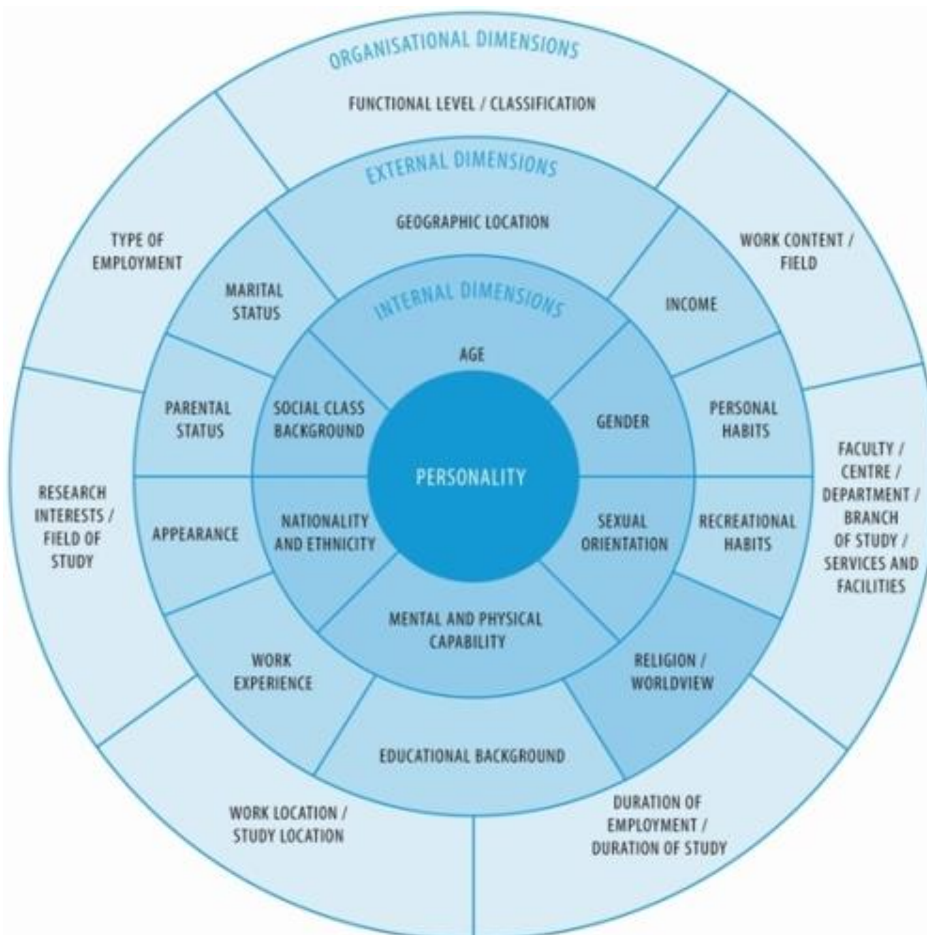 ORGANISATIONAL DIMENSIONS
FUNCTIONAL LEVEL / CLASSIFICATION
WORK CONTENT /
FIELD
FACULTY /
CENTRE /
DEPARTMENT /
BRANCH
OF STUDY /
SERVICES AND
FACILITIES
DURATION OF
EMPLOYMENT /
DURATION OF STUDY
WORK LOCATION /
STUDY LOCATION
RESEARCH
INTERESTS /
FIELD OF
STUDY
TYPE OF
EMPLOYMENT
EXTERNAL DIMENSIONS
GEOGRAPHIC LOCATION
INCOME
PERSONAL
HABITS
RECREATIONAL
HABITS
RELIGION /
WORLDVIEW
EDUCATIONAL BACKGROUND
WORK
EXPERIENCE
APPEARANCE
PARENTAL
STATUS
MARITAL
STATUS
INTERNAL DIMENSIONS
AGE
GENDER
SEXUAL
ORIENTATION
MENTAL AND PHYSICAL
CAPABILITY
NATIONALITY
AND ETHNICITY
SOCIAL CLASS
BACKGROUND
PERSONALITY